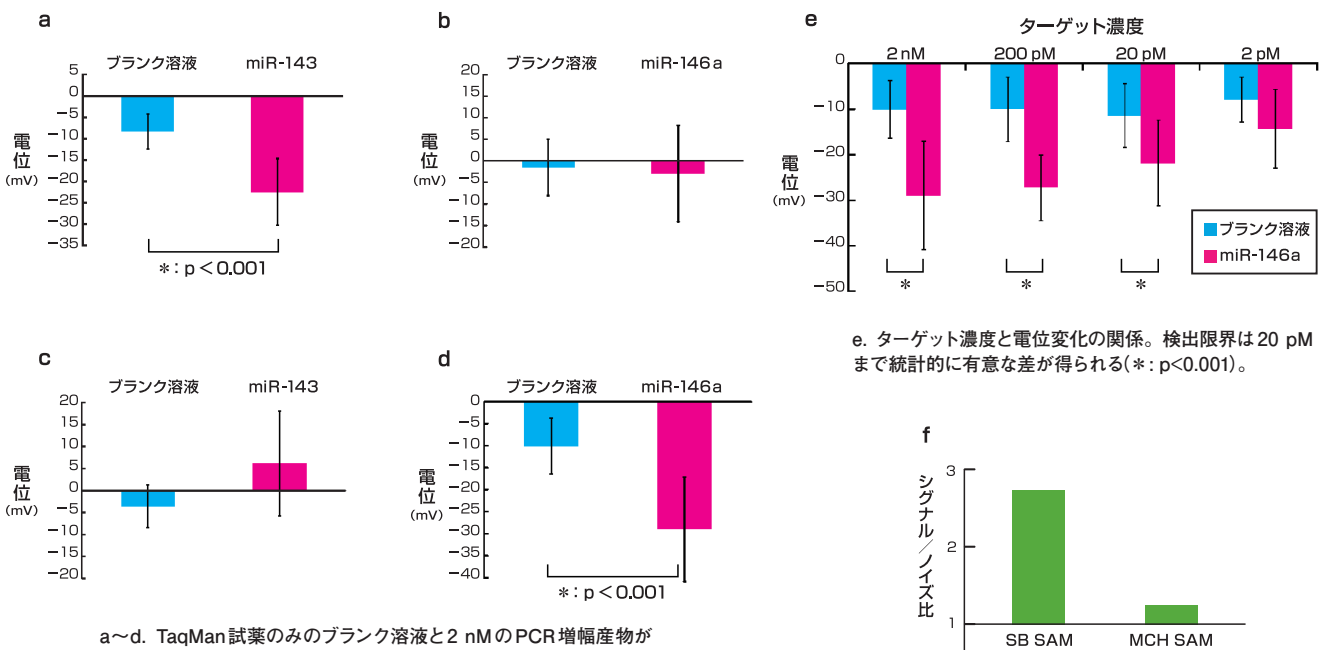 a
ブランク溶液 miR-143
5
0
−5
−10
−15
−20
−25
−30
−35
電位
(mV)
＊: p＜0.001
b
ブランク溶液 miR-146a
20
15
10
5
0
−5
−10
−15
−20
電位
(mV)
c
ブランク溶液 miR-143
20
15
10
5
0
−5
−10
−15
−20
電位
(mV)
d
ブランク溶液 miR-146a
0
−5
−10
−15
−20
−25
−30
−35
−40
電位
(mV)
＊: p＜0.001
a〜d. TaqMan試薬のみのブランク溶液と2 nMのPCR増幅産物が
e
ターゲット濃度
2 nM 200 pM 20 pM 2 pM
0
−10
−20
−30
−40
−50
電位
(mV)
ブランク溶液
miR-146a
＊ ＊ ＊
e. ターゲット濃度と電位変化の関係。検出限界は20 pM
まで統計的に有意な差が得られる(＊: p<0.001)。
f
シグナル／ノイズ比
3
2
1
SB SAM MCH SAM